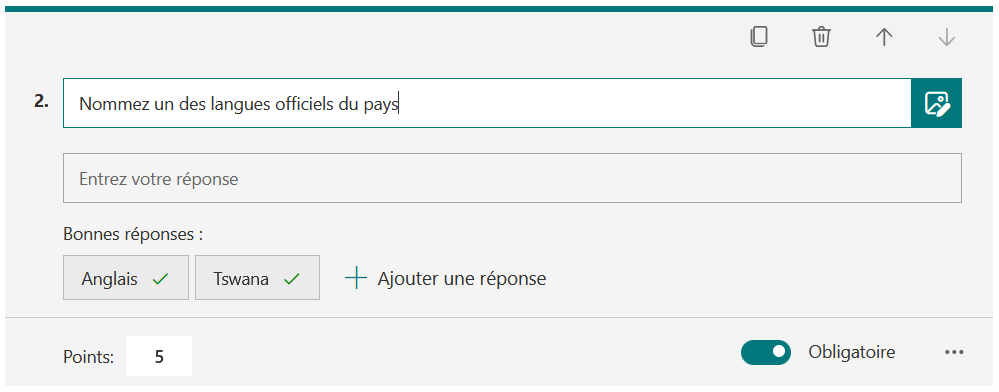 2. Nommez un des langues officiels du pays
Entrez votre réponse
Bonnes réponses :
Anglais Tswana Ajouter une réponse
Points: 5 Obligatoire